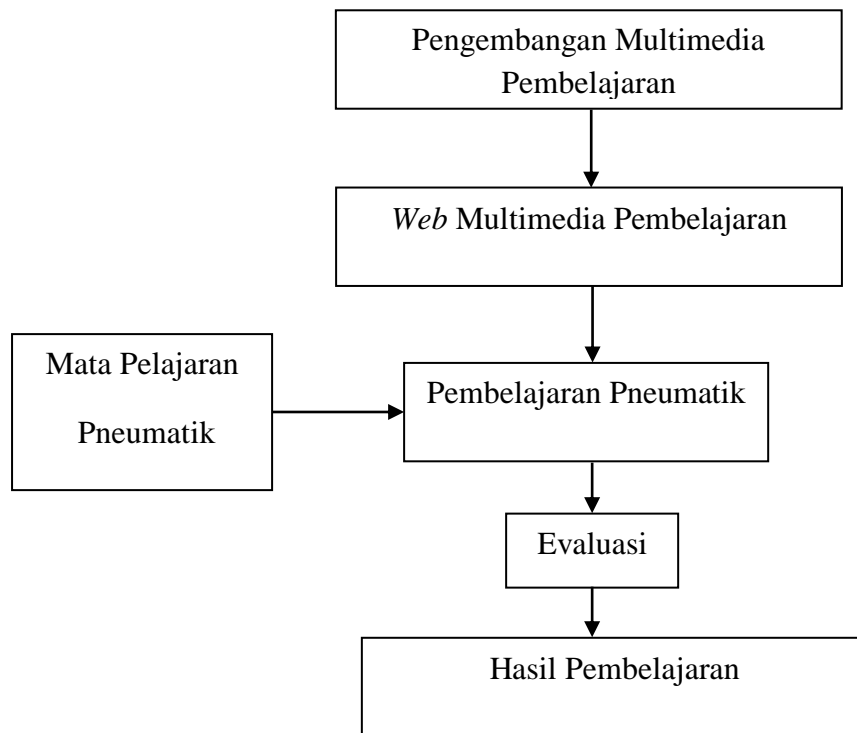 Pengembangan Multimedia
Pembelajaran
Web Multimedia Pembelajaran
Mata Pelajaran
Pneumatik
Pembelajaran Pneumatik
Evaluasi
Hasil Pembelajaran